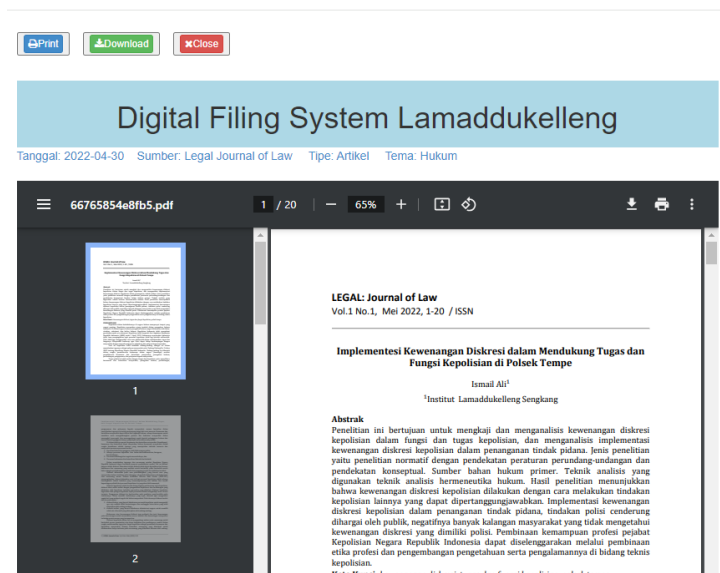 Print Download Close
Digital Filing System Lamaddukelleng
Tanggal: 2022-04-30 Sumber: Legal Journal of Law Tipe: Artikel Tema: Hukum
66765854e8fb5.pdf 1 / 20 65%
1
2
LEGAL: Journal of Law
Vol.1 No.1, Mei 2022, 1-20 / ISSN
Implementesi Kewenangan Diskresi dalam Mendukung Tugas dan
Fungsi Kepolisian di Polsek Tempe
Ismail Ali¹
¹Institut Lamaddukelleng Sengkang
Abstrak
Penelitian ini bertujuan untuk mengkaji dan menganalisis kewenangan diskresi
kepolisian dalam fungsi dan tugas kepolisian, dan menganalisis implementasi
kewenangan diskresi kepolisian dalam penanganan tindak pidana. Jenis penelitian
yaitu penelitian normatif dengan pendekatan peraturan perundang-undangan dan
pendekatan konseptual. Sumber bahan hukum primer. Teknik analisis yang
digunakan teknik analisis hermeneutika hukum. Hasil penelitian menunjukkan
bahwa kewenangan diskresi kepolisian dilakukan dengan cara melakukan tindakan
kepolisian lainnya yang dapat dipertanggungjawabkan. Implementasi kewenangan
diskresi kepolisian dalam penanganan tindak pidana, tindakan polisi cenderung
dihargai oleh publik, negatifnya banyak kalangan masyarakat yang tidak mengetahui
kewenangan diskresi yang dimiliki polisi. Pembinaan kemampuan profesi pejabat
Kepolisian Negara Republik Indonesia dapat diselenggarakan melalui pembinaan
etika profesi dan pengembangan pengetahuan serta pengalamannya di bidang teknis
kepolisian.